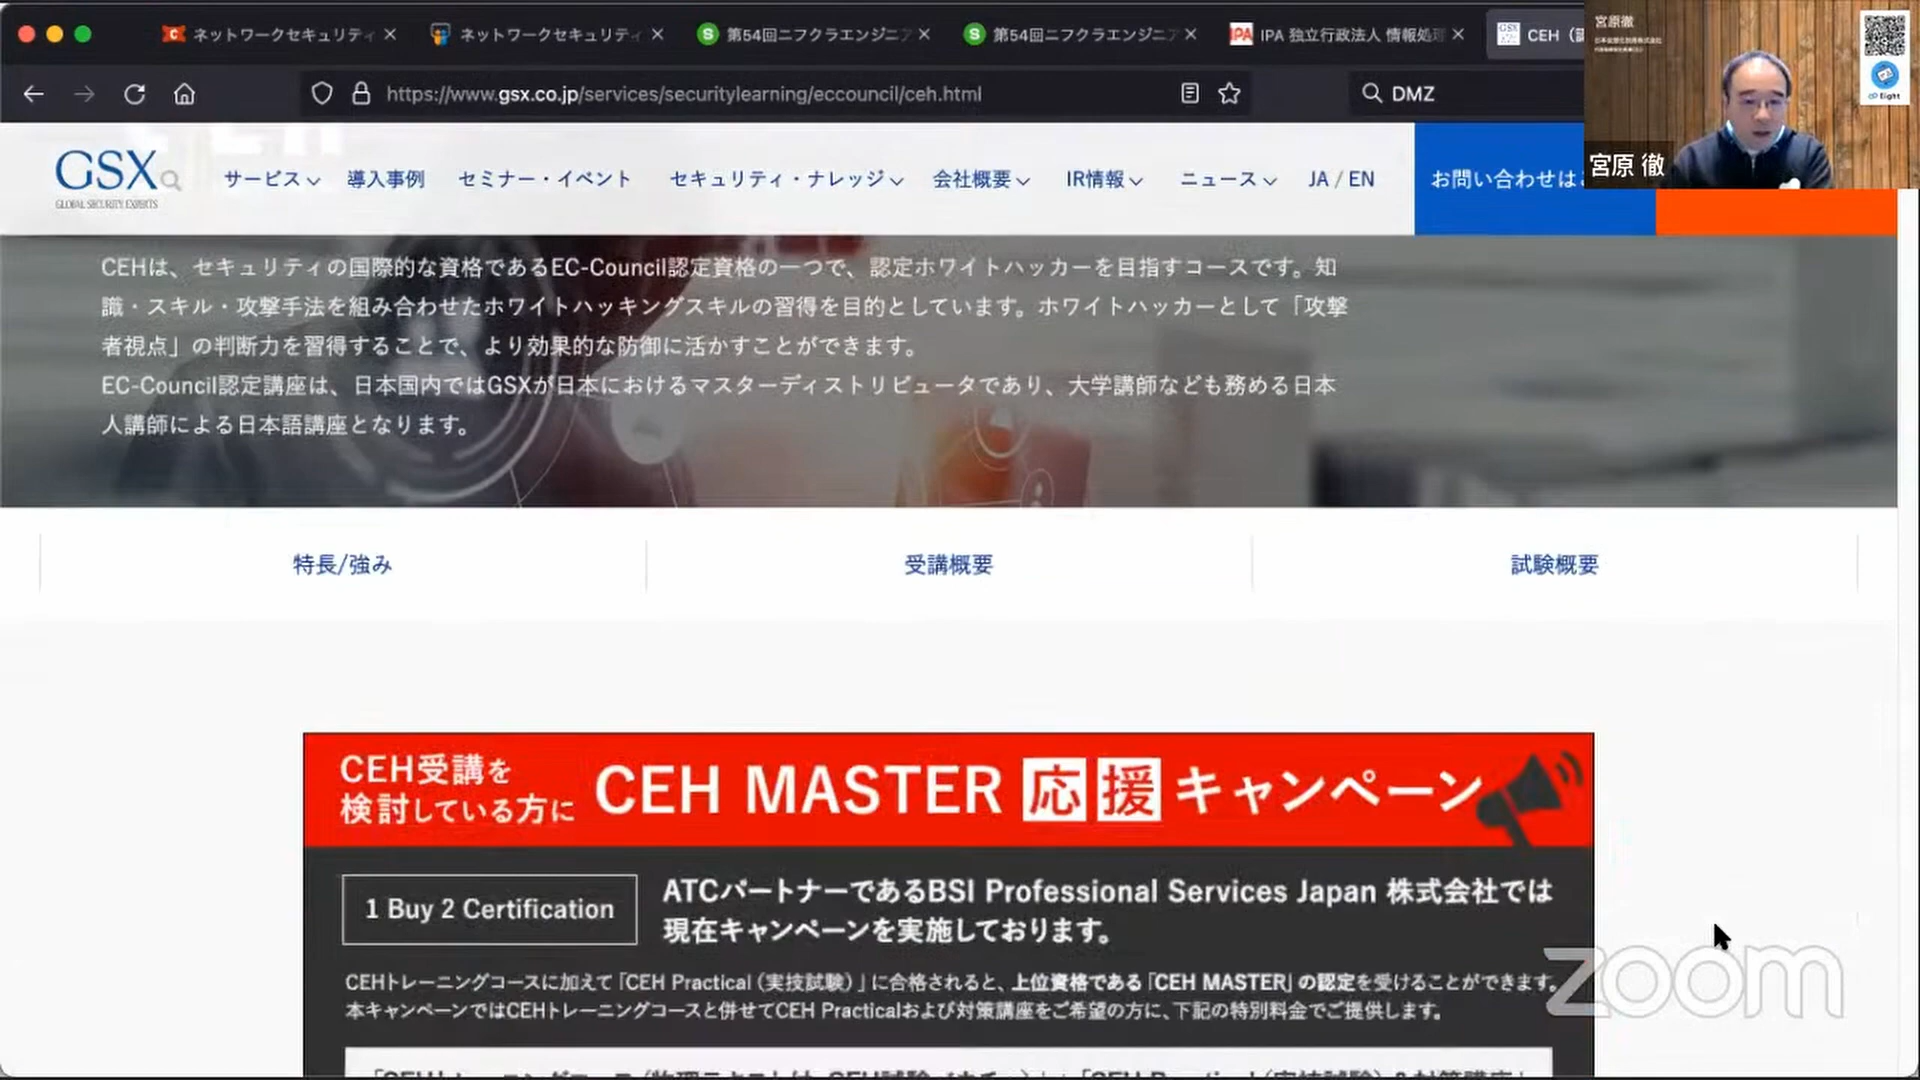 ネットワークセキュリティ
ネットワークセキュリティ
第54回ニフクラエンジニア
第54回ニフクラエンジニア
IPA 独立行政法人 情報処理
CEH（
https://www.gsx.co.jp/services/securitylearning/eccouncil/ceh.html
DMZ
宮原徹
eight
宮原 徹
GSX
GLOBAL SECURITY EXPERTS
サービス
導入事例
セミナー・イベント
セキュリティ・ナレッジ
会社概要
IR情報
ニュース
JA / EN
お問い合わせは
CEHは、セキュリティの国際的な資格であるEC-Council認定資格の一つで、認定ホワイトハッカーを目指すコースです。知
識・スキル・攻撃手法を組み合わせたホワイトハッキングスキルの習得を目的としています。ホワイトハッカーとして「攻撃
者視点」の判断力を習得することで、より効果的な防御に活かすことができます。
EC-Council認定講座は、日本国内ではGSXが日本におけるマスターディストリビュータであり、大学講師なども務める日本
人講師による日本語講座となります。
特長/強み
受講概要
試験概要
CEH受講を
検討している方に
CEH MASTER 応援キャンペーン
1 Buy 2 Certification
ATCパートナーであるBSI Professional Services Japan 株式会社では
現在キャンペーンを実施しております。
CEHトレーニングコースに加えて「CEH Practical（実技試験）」に合格されると、上位資格である「CEH MASTER」の認定を受けることができます。
本キャンペーンではCEHトレーニングコースと併せてCEH Practicalおよび対策講座をご希望の方に、下記の特別料金でご提供します。
zoom